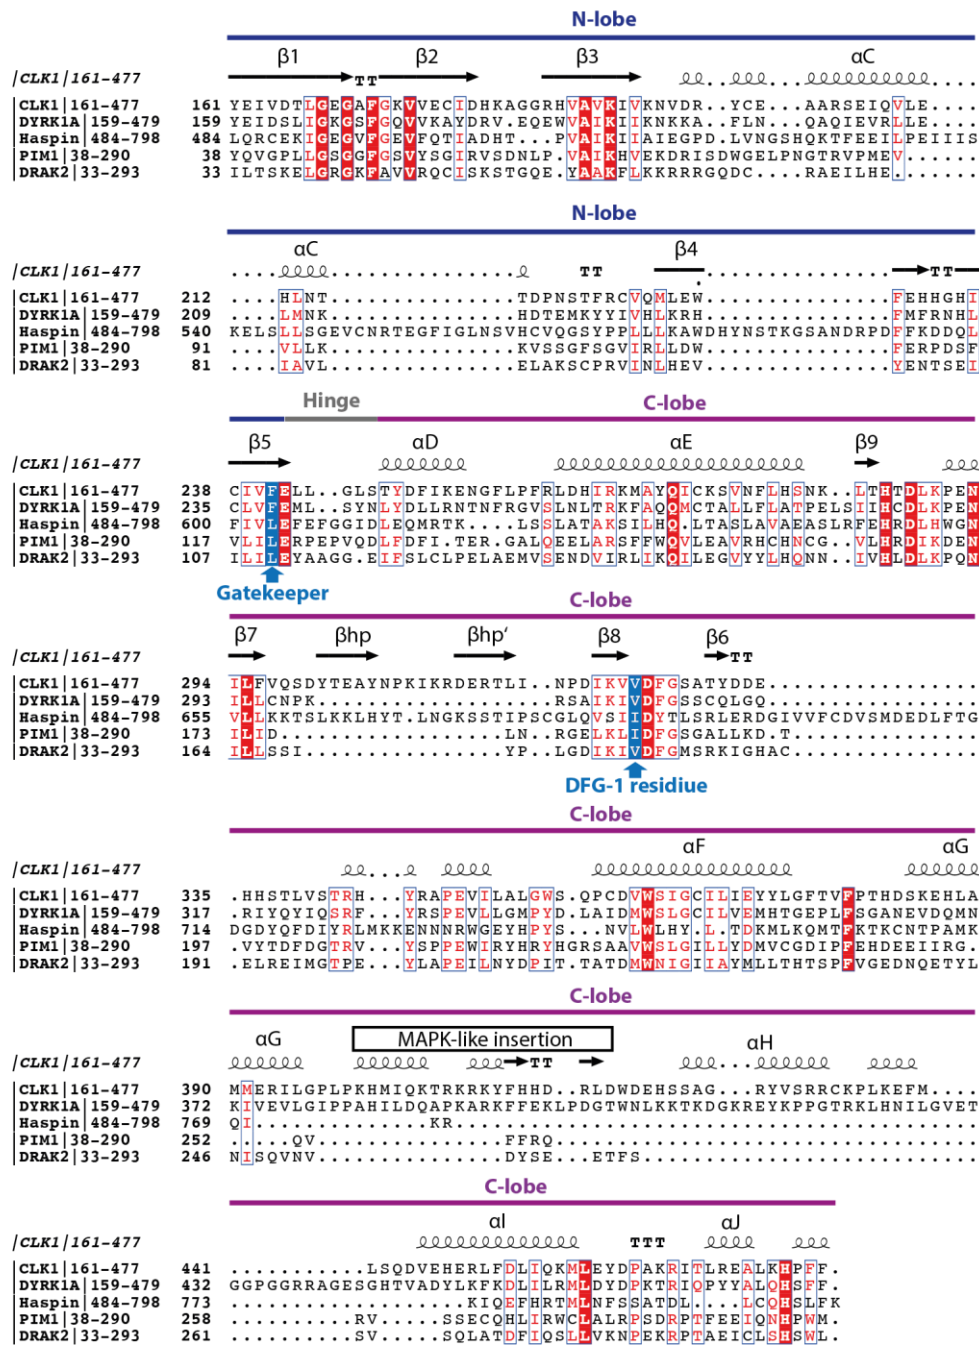 N-lobe
β1 β2 β3 αC
/CLK1/161-477 TT
CLK1|161-477 161 YEIVDTLGEGAFGKVVECIDHKAGGRHVAVKIVKNVDR..YCE...AARSEIQVLE....
DYRK1A|159-479 159 YEIDSLIGKGSFGQVVKAYDRV.EQEWVAIKIIKNKKA..FLN...QAQIEVRLLE....
Haspin|484-798 484 LQRCEKIGEGVFGEVFQTIADHT...PVAIKIIAIEGPD.LVNGSHQKTFEEILPEIIIS
PIM1|38-290 38 YQVGPLLGSGGFGSVYSGIRVSDNLP.VAIKHVEKDRISDWGELPNGTRVPMEV......
DRAK2|33-293 33 ILTSKELGRGKFAVVRQCISKSTGQE.YAAKFLKKRRRGQDC....RAEILHE.......
N-lobe
αC β4
/CLK1/161-477 TT TT
CLK1|161-477 212 ....HLNT...............TDPNSTFRCVQMLEW...............FEHHGHI
DYRK1A|159-479 209 ....LMNK...............HDTEMKYYIVHLKRH...............FMFRNHL
Haspin|484-798 540 KELSLLSGEVCNRTEGFIGLNSVHCVQGSYPPLLLKAWDHYNSTKGSANDRPDFFKDDQL
PIM1|38-290 91 ....VLLK...............KVSSGFSGVIRLLDW...............FERPDSF
DRAK2|33-293 81 ....IAVL...............ELAKSCPRVINLHEV...............YENTSEI
Hinge C-lobe
β5 αD αE β9
/CLK1/161-477
CLK1|161-477 238 CIVFELL..GLSTYDFIKENGFLPFRLDHIRKMAYQICKSVNFLHSNK..LTHTDLKPEN
DYRK1A|159-479 235 CLVFEML..SYNLYDLLRNTNFRGVSLNLTRKFAQQMCTALLFLATPELSIIHCDLKPEN
Haspin|484-798 600 FIVLEFEFGGIDLEQMRTK....LSSLATAKSILHQ.LTASLAVAEASLRFEHRDLHWGN
PIM1|38-290 117 VLILERPEPVQDLFDFI.TER.GALQEELARSFFWQVLEAVRHCHNCG..VLHRDIKDEN
DRAK2|33-293 107 LILEYAAGG.EIFSLCLPELAEMVSENDVIRLIKQILEGVYYLHQNN..IVHLDLKPQN
Gatekeeper
C-lobe
β7 βhp βhp′ β8 β6
/CLK1/161-477 TT
CLK1|161-477 294 ILFVQSDYTEAYNPKIKRDERTLI..NPDIKVVDFGSATYDDE.................
DYRK1A|159-479 293 ILLCNPK................RSAIKIVDFGSSCQLGQ.................
Haspin|484-798 655 VLLKKTSLKKLHYT.LNGKSSTIPSCGLQVSIIDYTLSRLERDGIVVFCDVSMDEDLFTG
PIM1|38-290 173 ILID..................LN..RGELKLIDFGSGALLKD.T...............
DRAK2|33-293 164 ILLSSI................YP..LGDIKIVDFGMSRKIGHAC...............
DFG-1 residiue
C-lobe
αF αG
/CLK1/161-477
CLK1|161-477 335 .HHSTLVSTRH...YRAPEVILALGWS.QPCDVWSIGCILIEYYLGFTVFPTHDSKEHLA
DYRK1A|159-479 317 .RIYQYIQSRF...YRSPEVLLGMPYD.LAIDMWSLGCILVEMHTGEPLFSGANEVDQMN
Haspin|484-798 714 DGDYQFDIYRLMKKENNNRWGEYHPYS...NVLWLHY.L.TDKMLKQMTFKTKCNTPAMK
PIM1|38-290 197 .VYTDFDGTRV...YSPPEWIRYHRYHGRSAAVWSLGILLYDMVCGDIPFEHDEEIIRG.
DRAK2|33-293 191 .ELREIMGTPE...YLAPEILNYDPIT.TATDMWNIGIIAYMLLTHTSPFVGEDNQETYL
C-lobe
αG MAPK-like insertion αH
/CLK1/161-477 TT
CLK1|161-477 390 MMERILGPLPKHMIQKTRKRKYFHHD..RLDWDEHSSAG...RYVSRRCKPLKEFM....
DYRK1A|159-479 372 KIVEVLGIPPAHILDQAPKARKFFEKLPDGTWNLKKTKDGKREYKPPGTRKLHNILGVET
Haspin|484-798 769 QI..............KR..........................................
PIM1|38-290 252 .....QV...............FFRQ..................................
DRAK2|33-293 246 NISQVNV...............DYSE...ETFS...........................
C-lobe
αI αJ
/CLK1/161-477 TTT
CLK1|161-477 441 ...........LSQDVEHERLFDLIQKMLEYDPAKRITLREALKHPFF.
DYRK1A|159-479 432 GGPGGRRAGESGHTVADYLKFKDLILRMLDYDPKTRIQPYYALQHSFF.
Haspin|484-798 773 ...................KIQEFHRTMLNFSSATDL...LCQHSLFK
PIM1|38-290 258 ..........RV......SSECQHLIRWCLALRPSDRPTFEEIQNHPWM.
DRAK2|33-293 261 ..........SV......SQLATDFIQSLLVKNPEKRPTAEICLSHSWL.